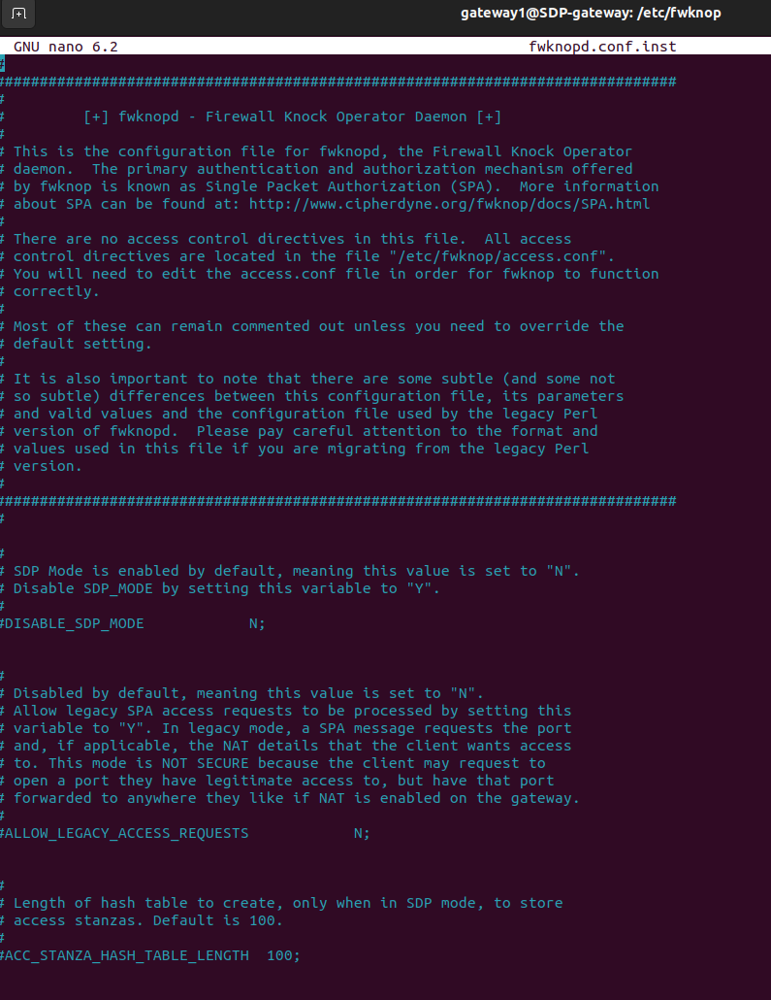 gateway1@SDP-gateway: /etc/fwknop
GNU nano 6.2 fwknopd.conf.inst
#
##############################################################################
#
# [+] fwknopd - Firewall Knock Operator Daemon [+]
#
# This is the configuration file for fwknopd, the Firewall Knock Operator
# daemon. The primary authentication and authorization mechanism offered
# by fwknop is known as Single Packet Authorization (SPA). More information
# about SPA can be found at: http://www.cipherdyne.org/fwknop/docs/SPA.html
#
# There are no access control directives in this file. All access
# control directives are located in the file "/etc/fwknop/access.conf".
# You will need to edit the access.conf file in order for fwknop to function
# correctly.
#
# Most of these can remain commented out unless you need to override the
# default setting.
#
# It is also important to note that there are some subtle (and some not
# so subtle) differences between this configuration file, its parameters
# and valid values and the configuration file used by the legacy Perl
# version of fwknopd. Please pay careful attention to the format and
# values used in this file if you are migrating from the legacy Perl
# version.
#
##############################################################################
#
#
# SDP Mode is enabled by default, meaning this value is set to "N".
# Disable SDP_MODE by setting this variable to "Y".
#
#DISABLE_SDP_MODE N;
#
# Disabled by default, meaning this value is set to "N".
# Allow legacy SPA access requests to be processed by setting this
# variable to "Y". In legacy mode, a SPA message requests the port
# and, if applicable, the NAT details that the client wants access
# to. This mode is NOT SECURE because the client may request to
# open a port they have legitimate access to, but have that port
# forwarded to anywhere they like if NAT is enabled on the gateway.
#
#ALLOW_LEGACY_ACCESS_REQUESTS N;
#
# Length of hash table to create, only when in SDP mode, to store
# access stanzas. Default is 100.
#
#ACC_STANZA_HASH_TABLE_LENGTH 100;